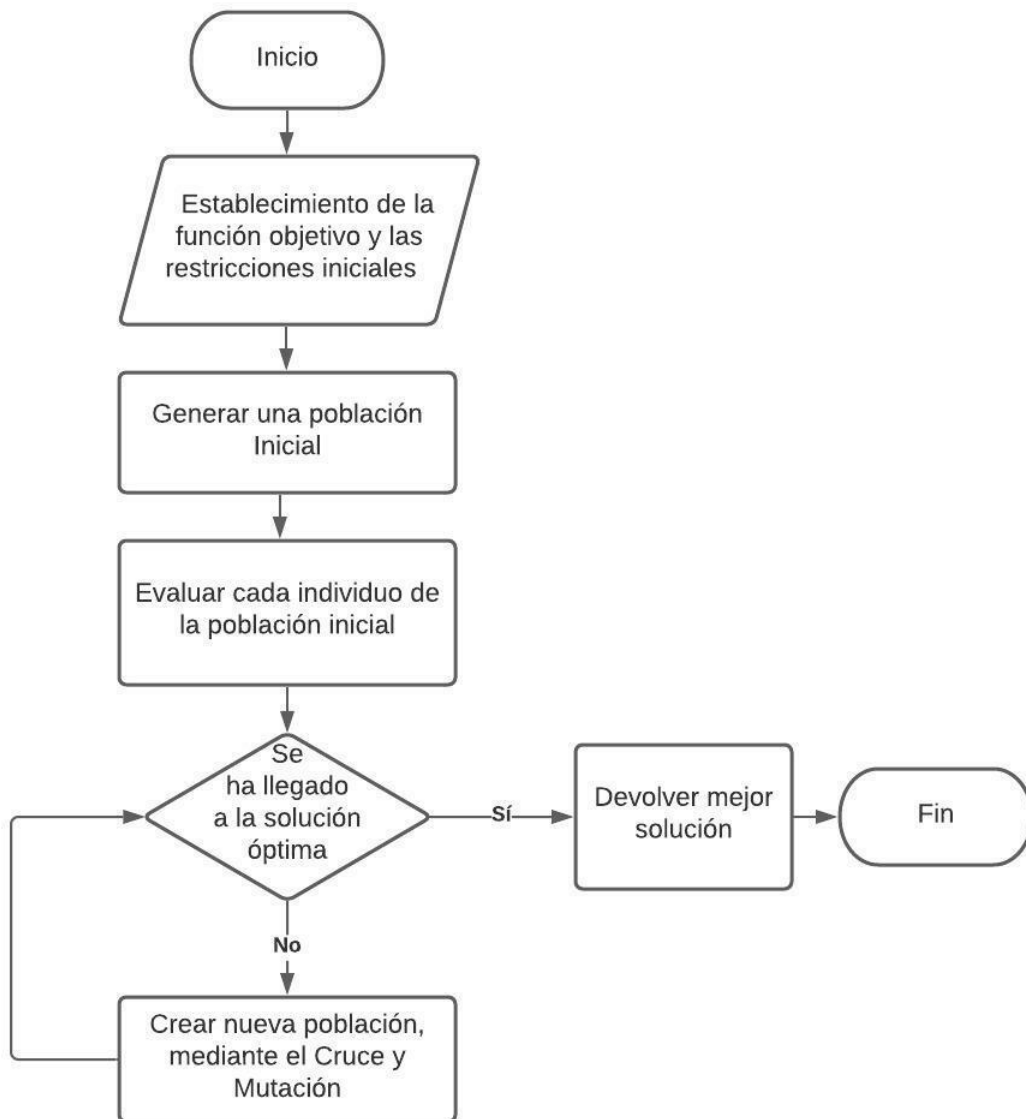 Inicio
Establecimiento de la
función objetivo y las
restricciones iniciales
Generar una población
Inicial
Evaluar cada individuo de
la población inicial
Se
ha llegado
a la solución
óptima
Sí
Devolver mejor
solución
Fin
No
Crear nueva población,
mediante el Cruce y
Mutación